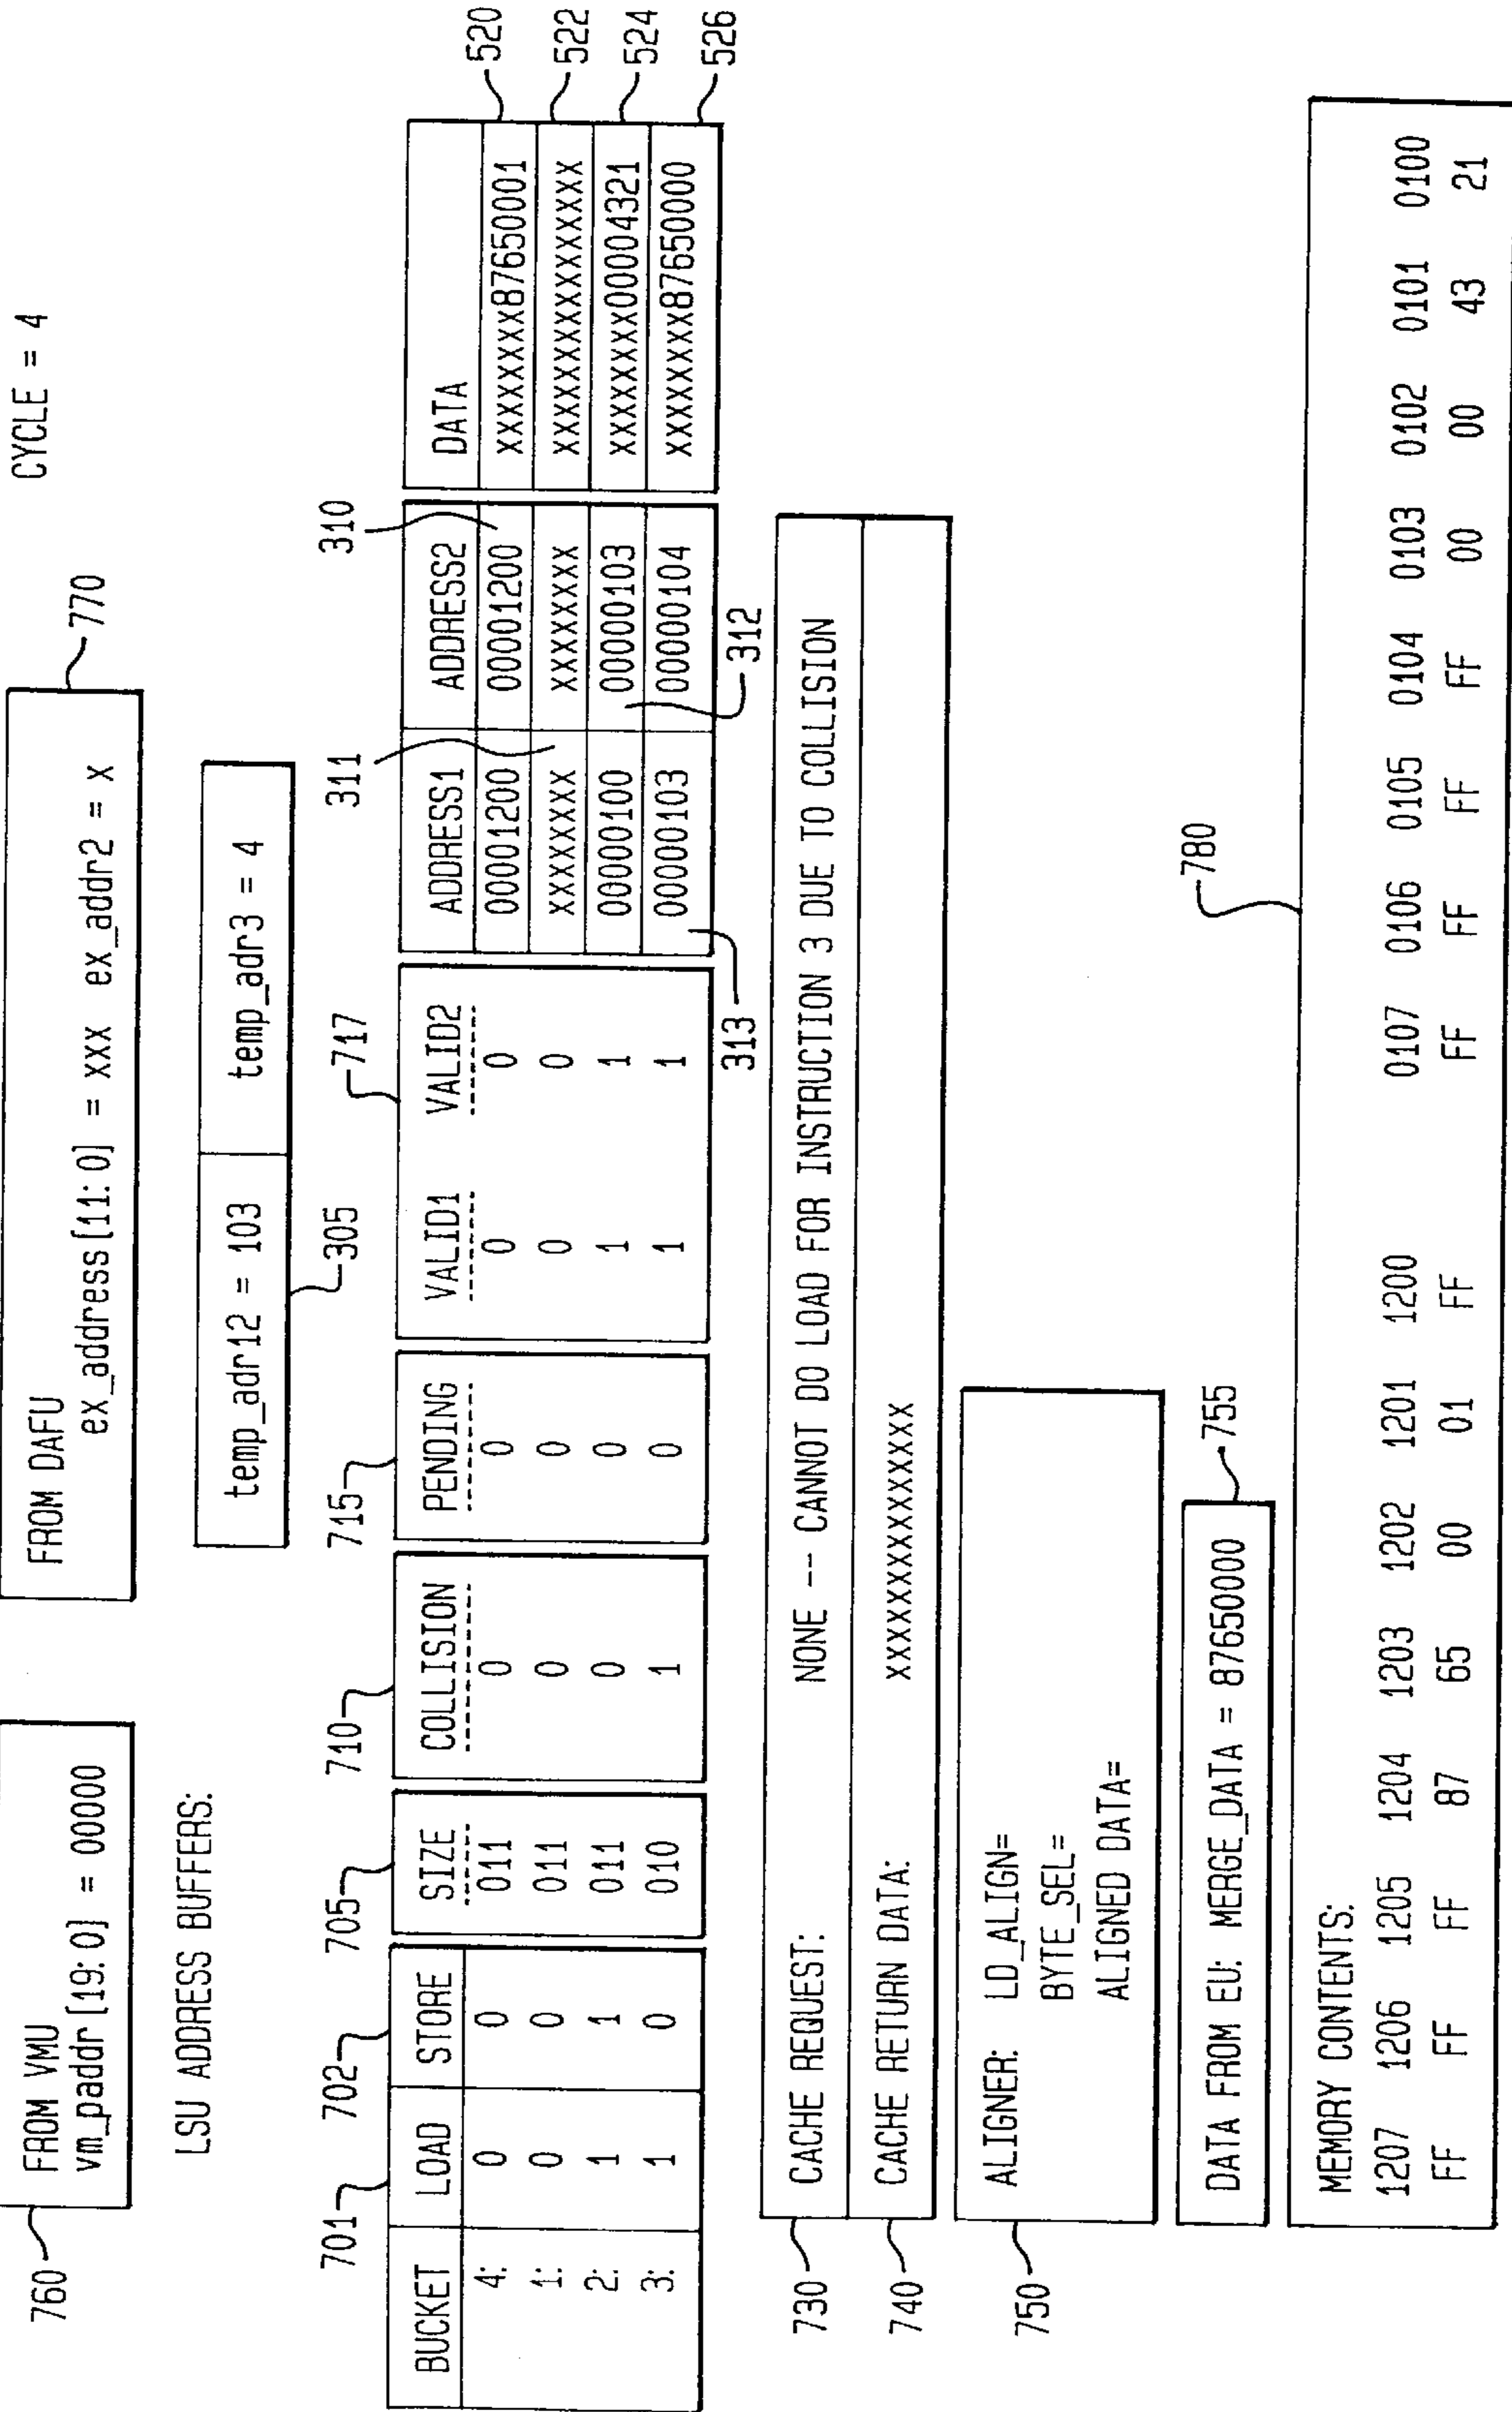 CYCLE = 4
760
FROM VMU
vm_paddr [19: 0] = 00000
FROM DAFU
ex_address [11: 0] = xxx ex_addr2 = x
770
LSU ADDRESS BUFFERS:
temp_adr12 = 103 temp_adr3 = 4
305
701 702 705 710 715 717 311 310
BUCKET LOAD STORE SIZE COLLISION PENDING VALID1 VALID2 ADDRESS1 ADDRESS2 DATA
4: 0 0 011 0 0 0 0 00001200 00001200 XXXXXXX87650001 520
1: 0 0 011 0 0 0 0 XXXXXXXX XXXXXXXX XXXXXXXXXXXXXXX 522
2: 1 1 011 0 0 1 1 00000100 00000103 XXXXXXX00004321 524
3: 1 0 010 1 0 1 1 00000103 00000104 XXXXXXX87650000 526
313 312
730 CACHE REQUEST: NONE -- CANNOT DO LOAD FOR INSTRUCTION 3 DUE TO COLLISION
740 CACHE RETURN DATA: XXXXXXXXXXXXXXX
750 ALIGNER: LD_ALIGN=
BYTE_SEL=
ALIGNED DATA=
DATA FROM EU: MERGE_DATA = 87650000 755
780
MEMORY CONTENTS:
1207 1206 1205 1204 1203 1202 1201 1200 0107 0106 0105 0104 0103 0102 0101 0100
FF FF FF 87 65 00 01 FF FF FF FF FF 00 00 43 21